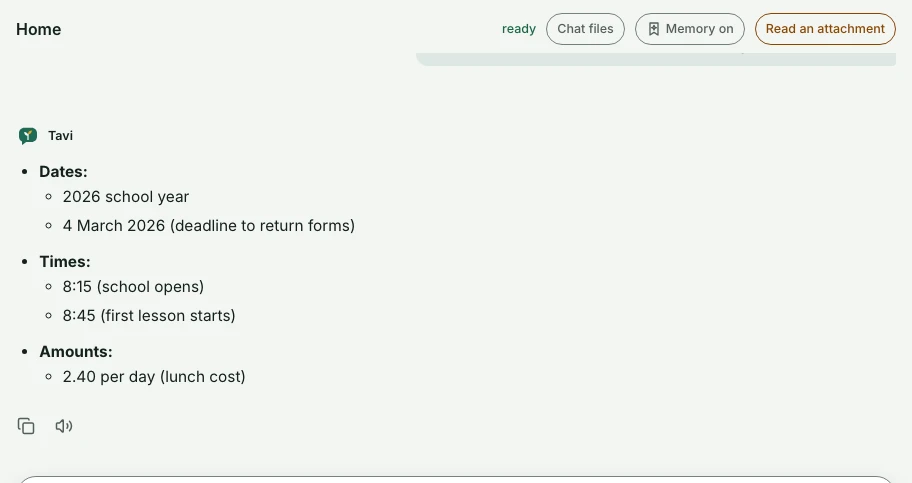 Home
ready
Chat files
Memory on
Read an attachment
Tavi
Dates:
2026 school year
4 March 2026 (deadline to return forms)
Times:
8:15 (school opens)
8:45 (first lesson starts)
Amounts:
2.40 per day (lunch cost)